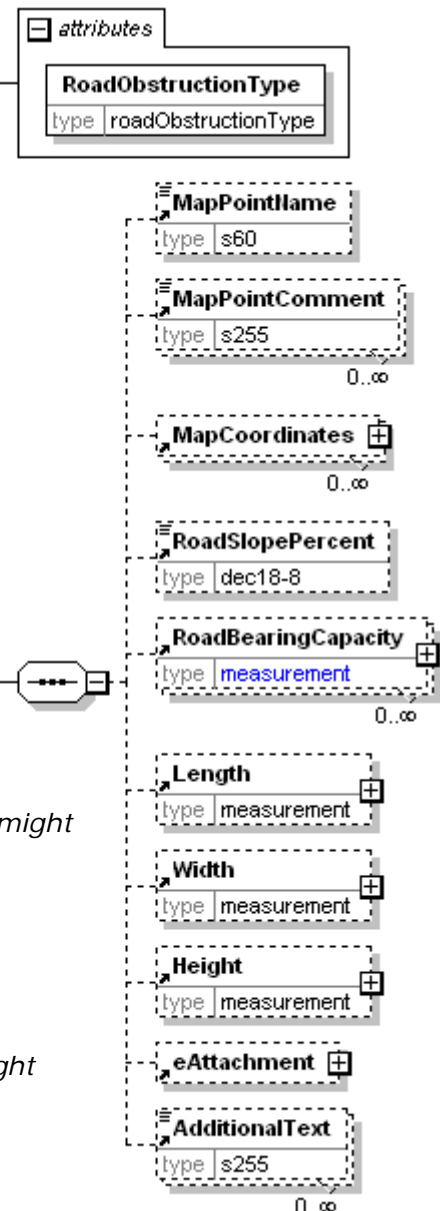 attributes
RoadObstructionType
type roadObstructionType
MapPointName
type s60
MapPointComment
type s255
0..∞
MapCoordinates
0..∞
RoadSlopePercent
type dec18-8
RoadBearingCapacity
type measurement
0..∞
Length
type measurement
might
Width
type measurement
Height
type measurement
ght
eAttachment
AdditionalText
type s255
0..∞